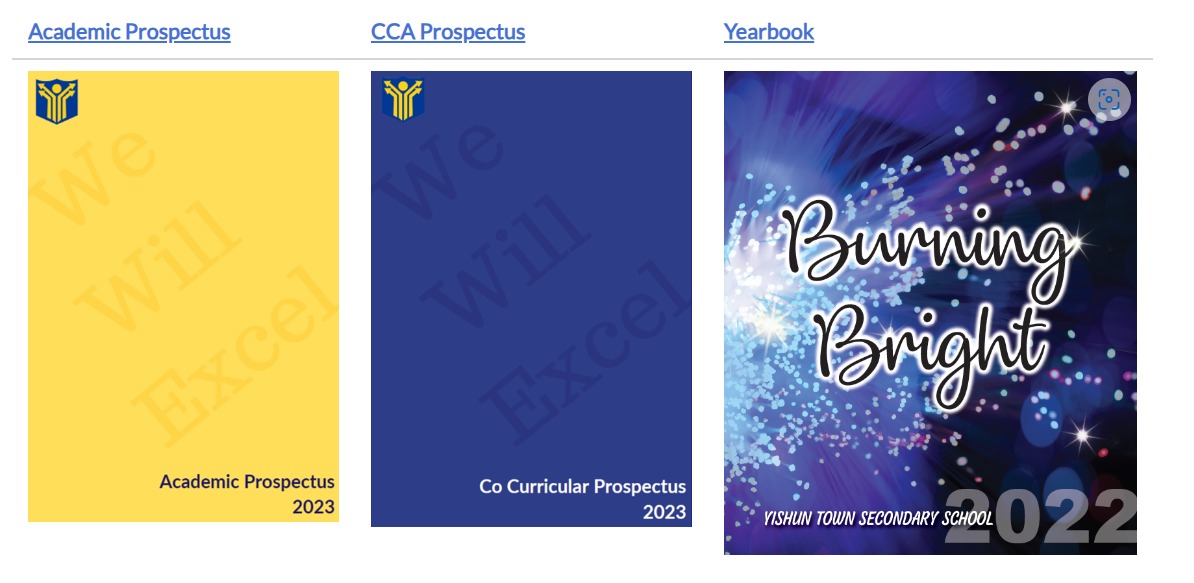 Academic Prospectus
CCA Prospectus
Yearbook
We
Will
Excel
Academic Prospectus
2023
We
Will
Excel
Co Curricular Prospectus
2023
Burning
Bright
YISHUN TOWN SECONDARY SCHOOL
2022